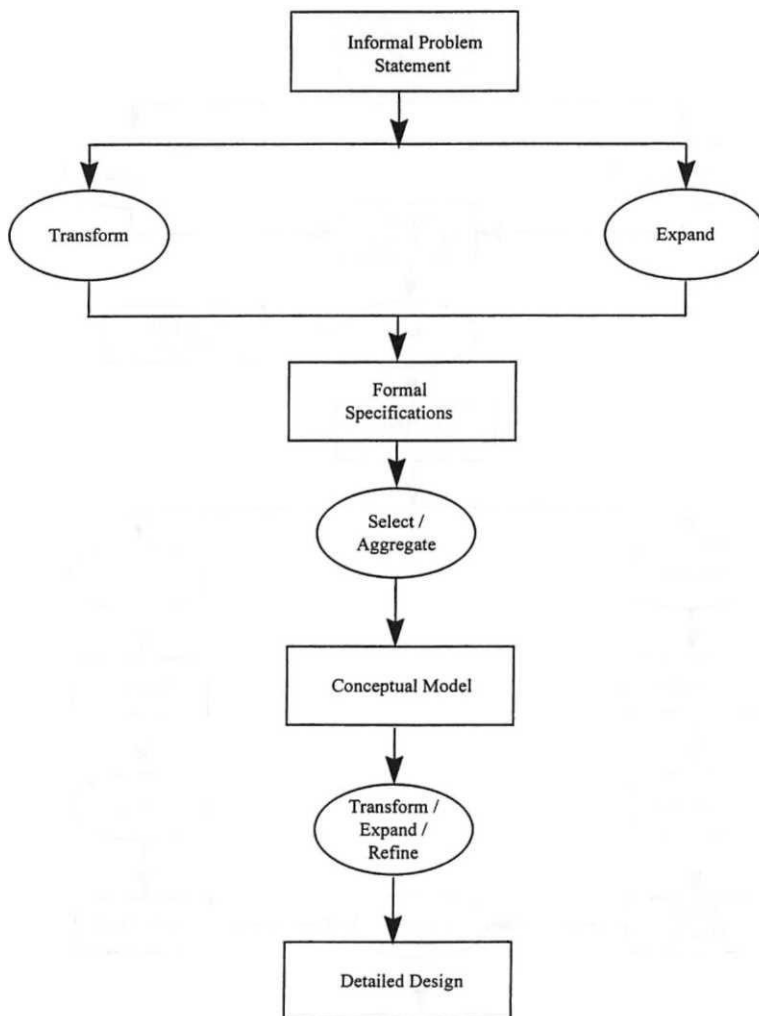 Informal Problem
Statement
Transform
Expand
Formal
Specifications
Select /
Aggregate
Conceptual Model
Transform /
Expand /
Refine
Detailed Design